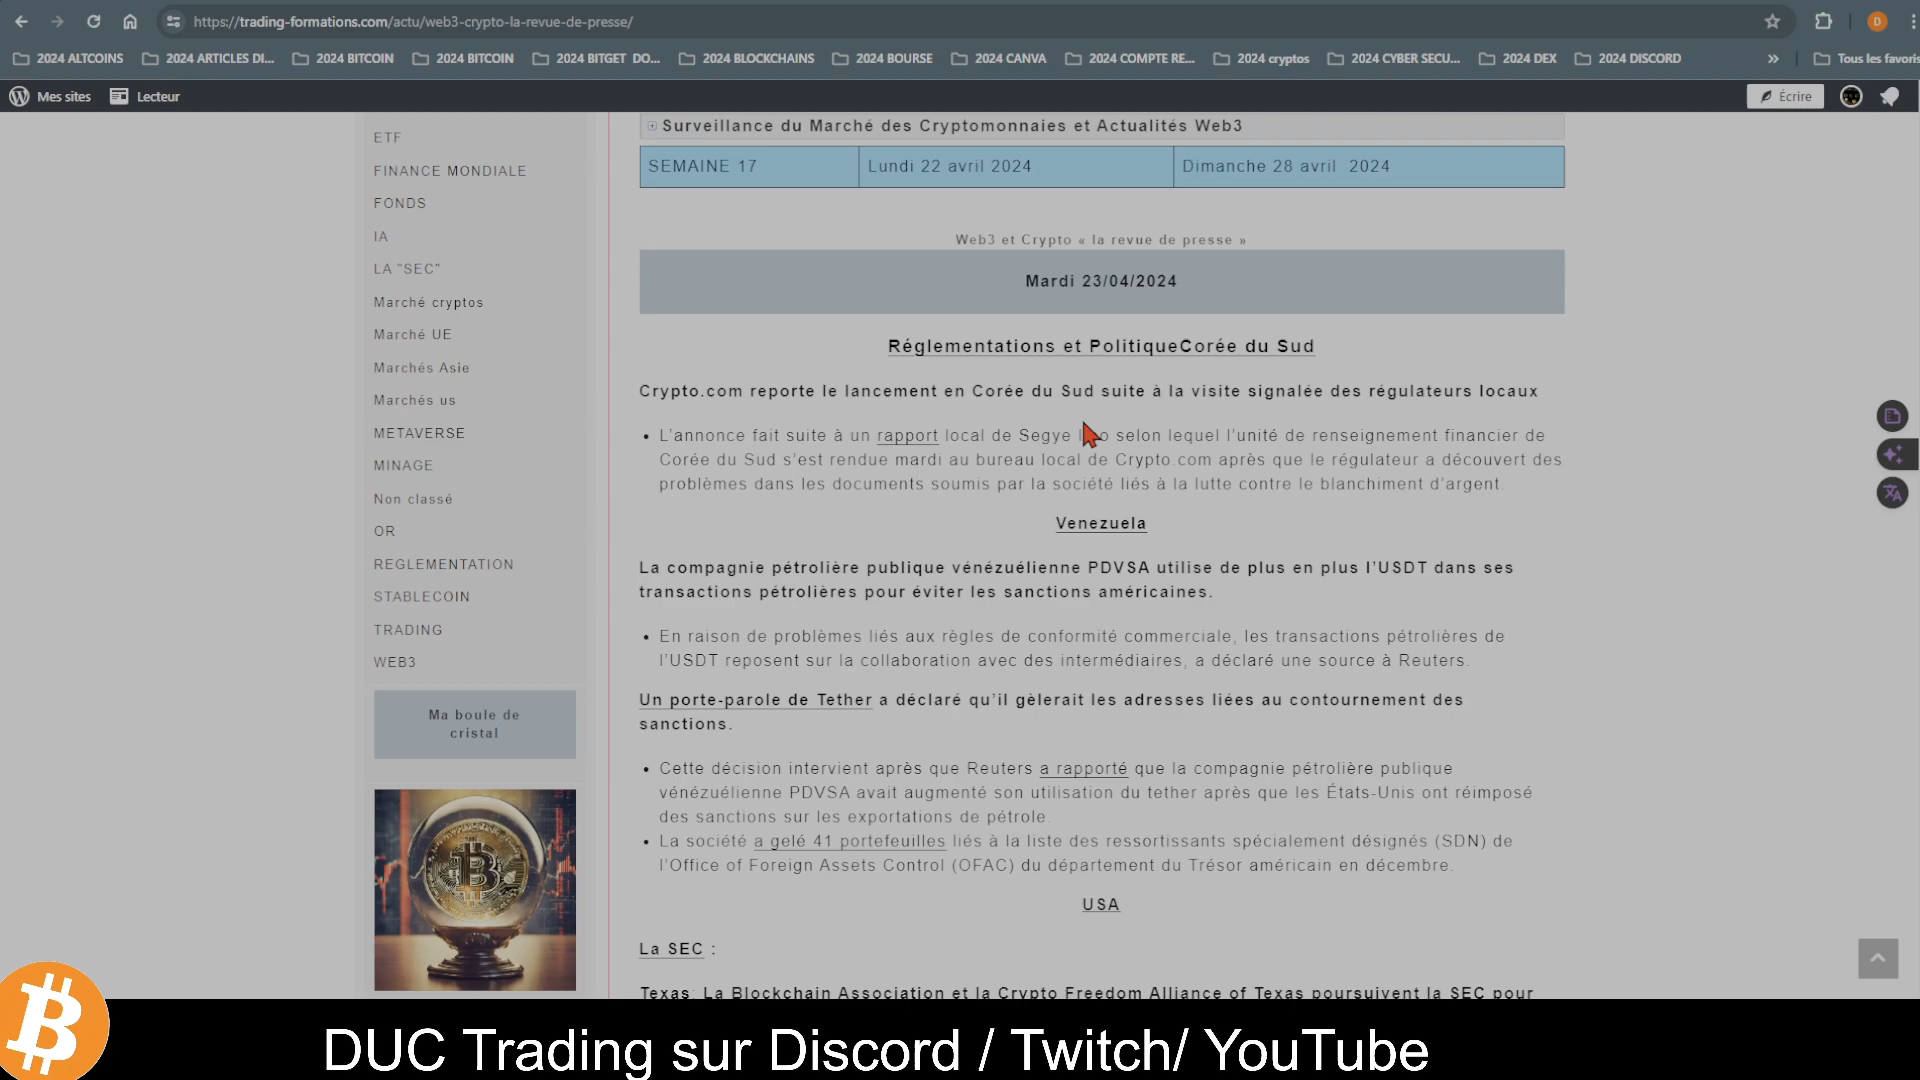 https://trading-formations.com/actu/web3-crypto-la-revue-de-presse/
D
2024 ALTCOINS
2024 ARTICLES DI...
2024 BITCOIN
2024 BITCOIN
2024 BITGET DO...
2024 BLOCKCHAINS
2024 BOURSE
2024 CANVA
2024 COMPTE RE...
2024 cryptos
2024 CYBER SECU...
2024 DEX
2024 DISCORD
»
Tous les favoris
Mes sites
Lecteur
Écrire
ETF
FINANCE MONDIALE
FONDS
IA
LA "SEC"
Marché cryptos
Marché UE
Marchés Asie
Marchés us
METAVERSE
MINAGE
Non classé
OR
REGLEMENTATION
STABLECOIN
TRADING
WEB3
Ma boule de
cristal
Surveillance du Marché des Cryptomonnaies et Actualités Web3
SEMAINE 17
Lundi 22 avril 2024
Dimanche 28 avril 2024
Web3 et Crypto « la revue de presse »
Mardi 23/04/2024
Réglementations et PolitiqueCorée du Sud
Crypto.com reporte le lancement en Corée du Sud suite à la visite signalée des régulateurs locaux
• L'annonce fait suite à un rapport local de Segye selon lequel l'unité de renseignement financier de
Corée du Sud s'est rendue mardi au bureau local de Crypto.com après que le régulateur a découvert des
problèmes dans les documents soumis par la société liés à la lutte contre le blanchiment d'argent.
Venezuela
La compagnie pétrolière publique vénézuélienne PDVSA utilise de plus en plus l'USDT dans ses
transactions pétrolières pour éviter les sanctions américaines.
• En raison de problèmes liés aux règles de conformité commerciale, les transactions pétrolières de
l'USDT reposent sur la collaboration avec des intermédiaires, a déclaré une source à Reuters.
Un porte-parole de Tether a déclaré qu'il gèlerait les adresses liées au contournement des
sanctions.
• Cette décision intervient après que Reuters a rapporté que la compagnie pétrolière publique
vénézuélienne PDVSA avait augmenté son utilisation du tether après que les États-Unis ont réimposé
des sanctions sur les exportations de pétrole.
• La société a gelé 41 portefeuilles liés à la liste des ressortissants spécialement désignés (SDN) de
l'Office of Foreign Assets Control (OFAC) du département du Trésor américain en décembre.
USA
La SEC :
Texas: La Blockchain Association et la Crypto Freedom Alliance of Texas poursuivent la SEC pour
DUC Trading sur Discord / Twitch/ YouTube